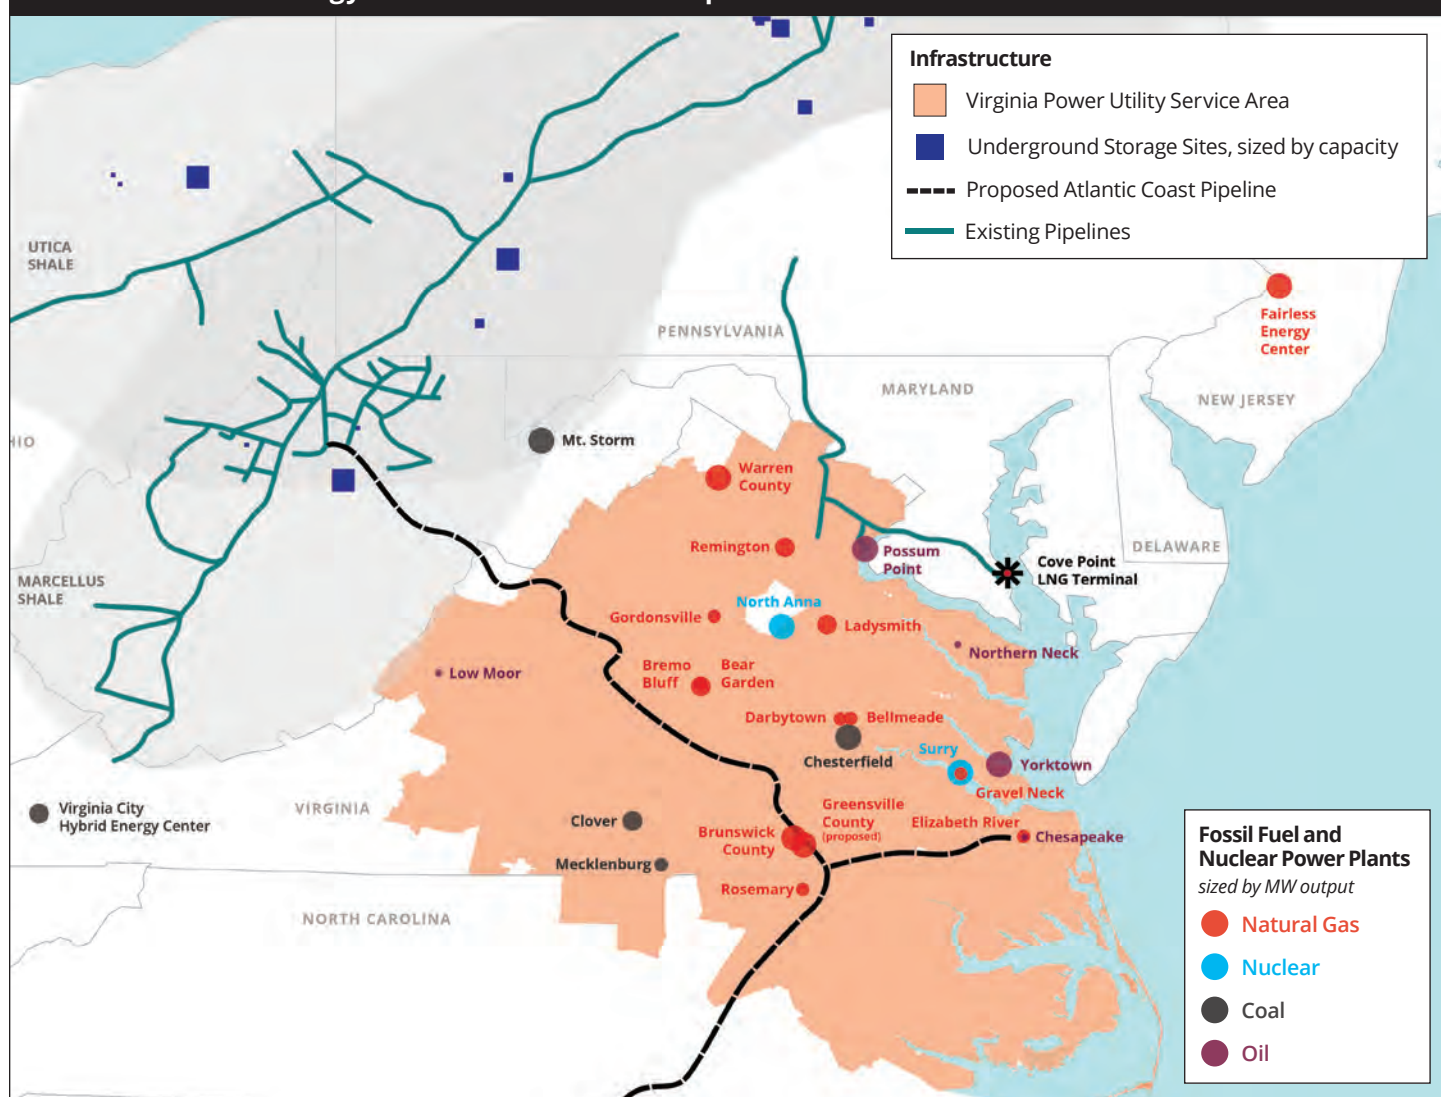 Infrastructure
Virginia Power Utility Service Area
Underground Storage Sites, sized by capacity
Proposed Atlantic Coast Pipeline
Existing Pipelines
UTICA
SHALE
PENNSYLVANIA
Fairless
Energy
Center
MARYLAND
NEW JERSEY
HIO
Mt. Storm
Warren
County
Remington
Possum
Point
DELAWARE
Cove Point
LNG Terminal
MARCELLUS
SHALE
North Anna
Gordonsville
Ladysmith
Northern Neck
Low Moor
Bremo
Bluff
Bear
Garden
Darbytown
Bellmeade
Chesterfield
Surry
Yorktown
Gravel Neck
Virginia City
Hybrid Energy Center
VIRGINIA
Clover
Greensville
County
(proposed)
Brunswick
County
Elizabeth River
Chesapeake
Mecklenburg
Rosemary
NORTH CAROLINA
Fossil Fuel and
Nuclear Power Plants
sized by MW output
Natural Gas
Nuclear
Coal
Oil